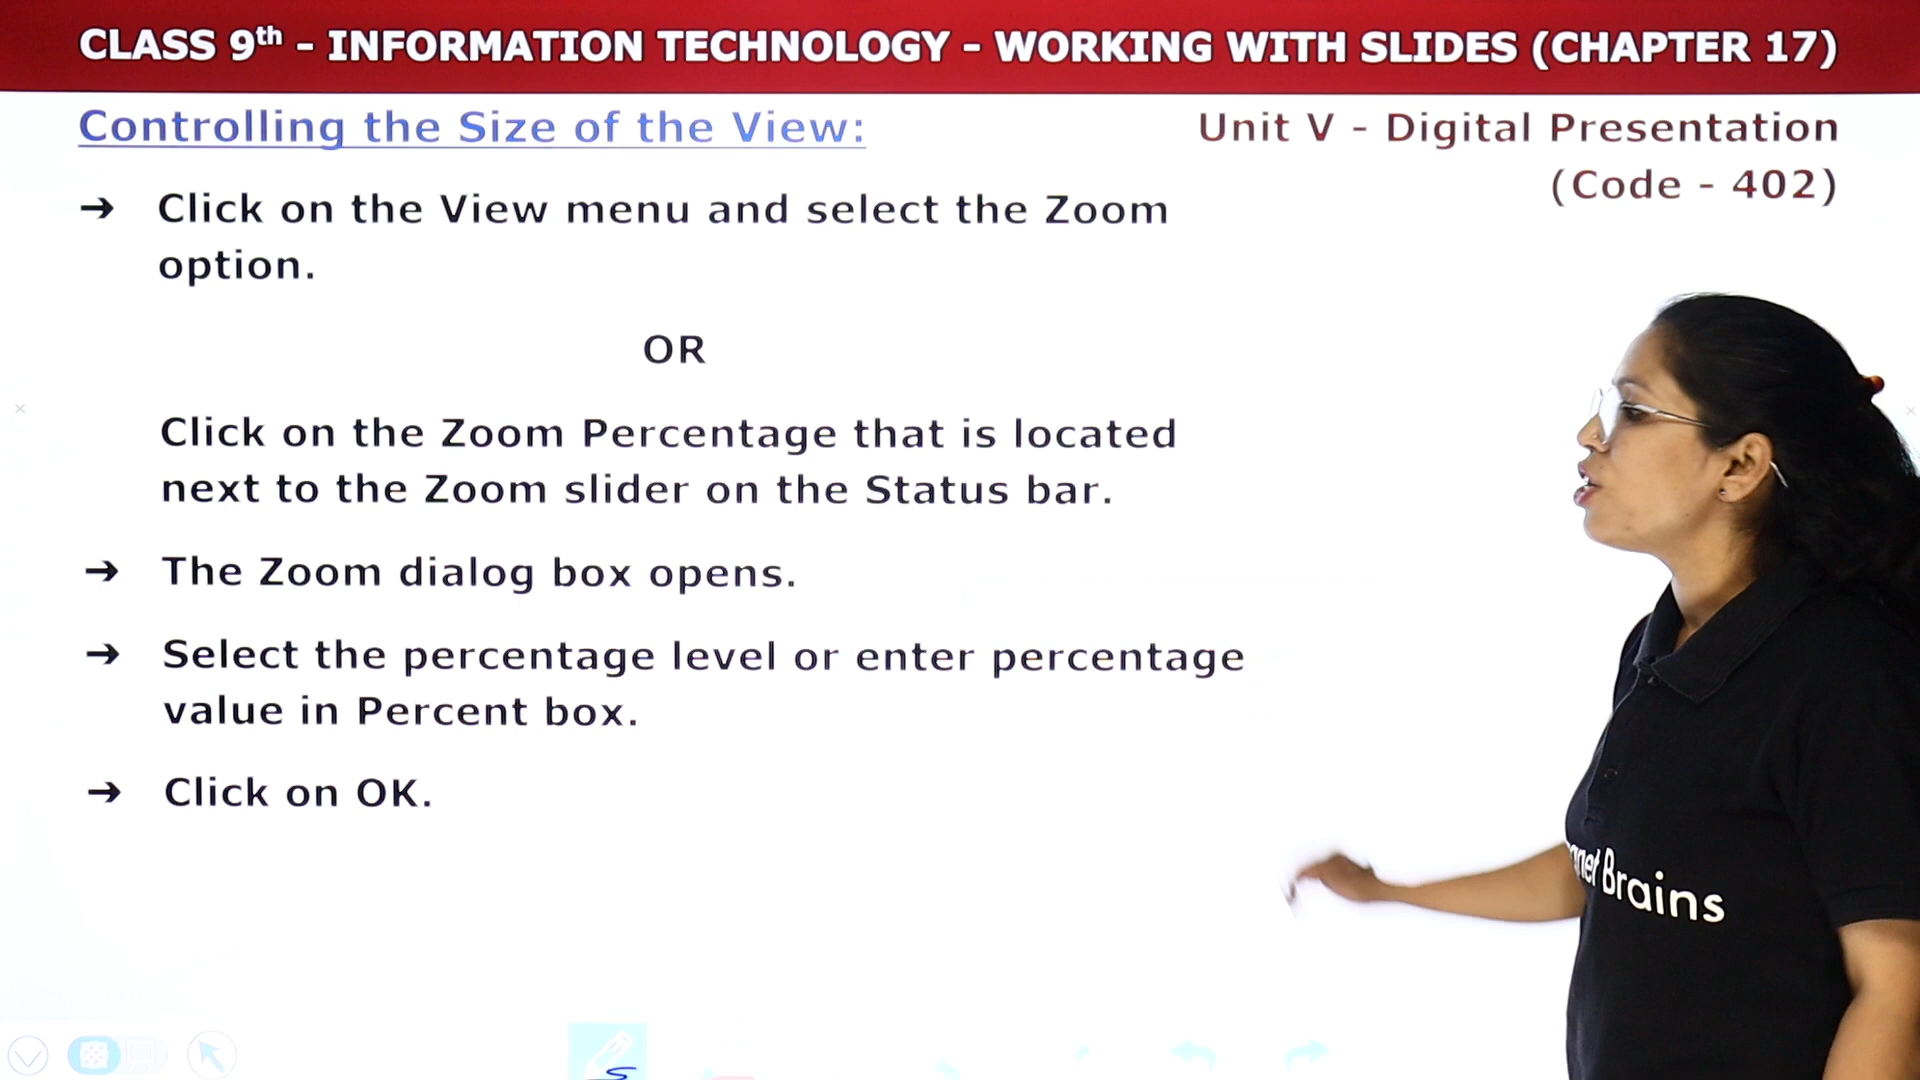 CLASS 9th - INFORMATION TECHNOLOGY - WORKING WITH SLIDES (CHAPTER 17)
Controlling the Size of the View:
Unit V - Digital Presentation
(Code - 402)
➔ Click on the View menu and select the Zoom
option.
OR
Click on the Zoom Percentage that is located
next to the Zoom slider on the Status bar.
➔ The Zoom dialog box opens.
➔ Select the percentage level or enter percentage
value in Percent box.
➔ Click on OK.
Brains